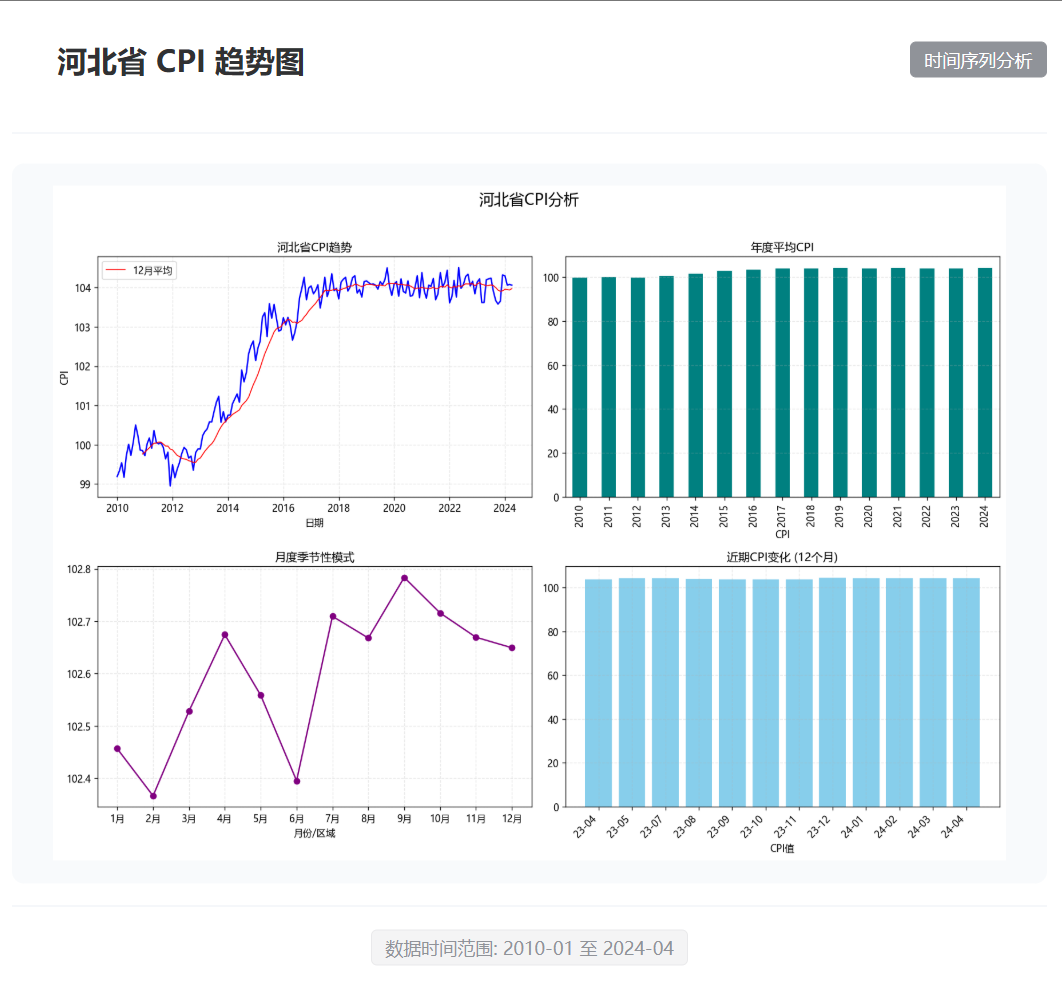 河北省 CPI 趋势图
时间序列分析
河北省CPI分析
河北省CPI趋势
12月平均
104
103
102
101
100
99
CPI
2010 2012 2014 2016 2018 2020 2022 2024
日期
年度平均CPI
100
80
60
40
20
0
2010 2011 2012 2013 2014 2015 2016 2017 2018 2019 2020 2021 2022 2023 2024
CPI
月度季节性模式
102.8
102.7
102.6
102.5
102.4
1月 2月 3月 4月 5月 6月 7月 8月 9月 10月 11月 12月
月份/区域
近期CPI变化 (12个月)
100
80
60
40
20
0
23-04 23-05 23-07 23-08 23-09 23-10 23-11 23-12 24-01 24-02 24-03 24-04
CPI值
数据时间范围: 2010-01 至 2024-04